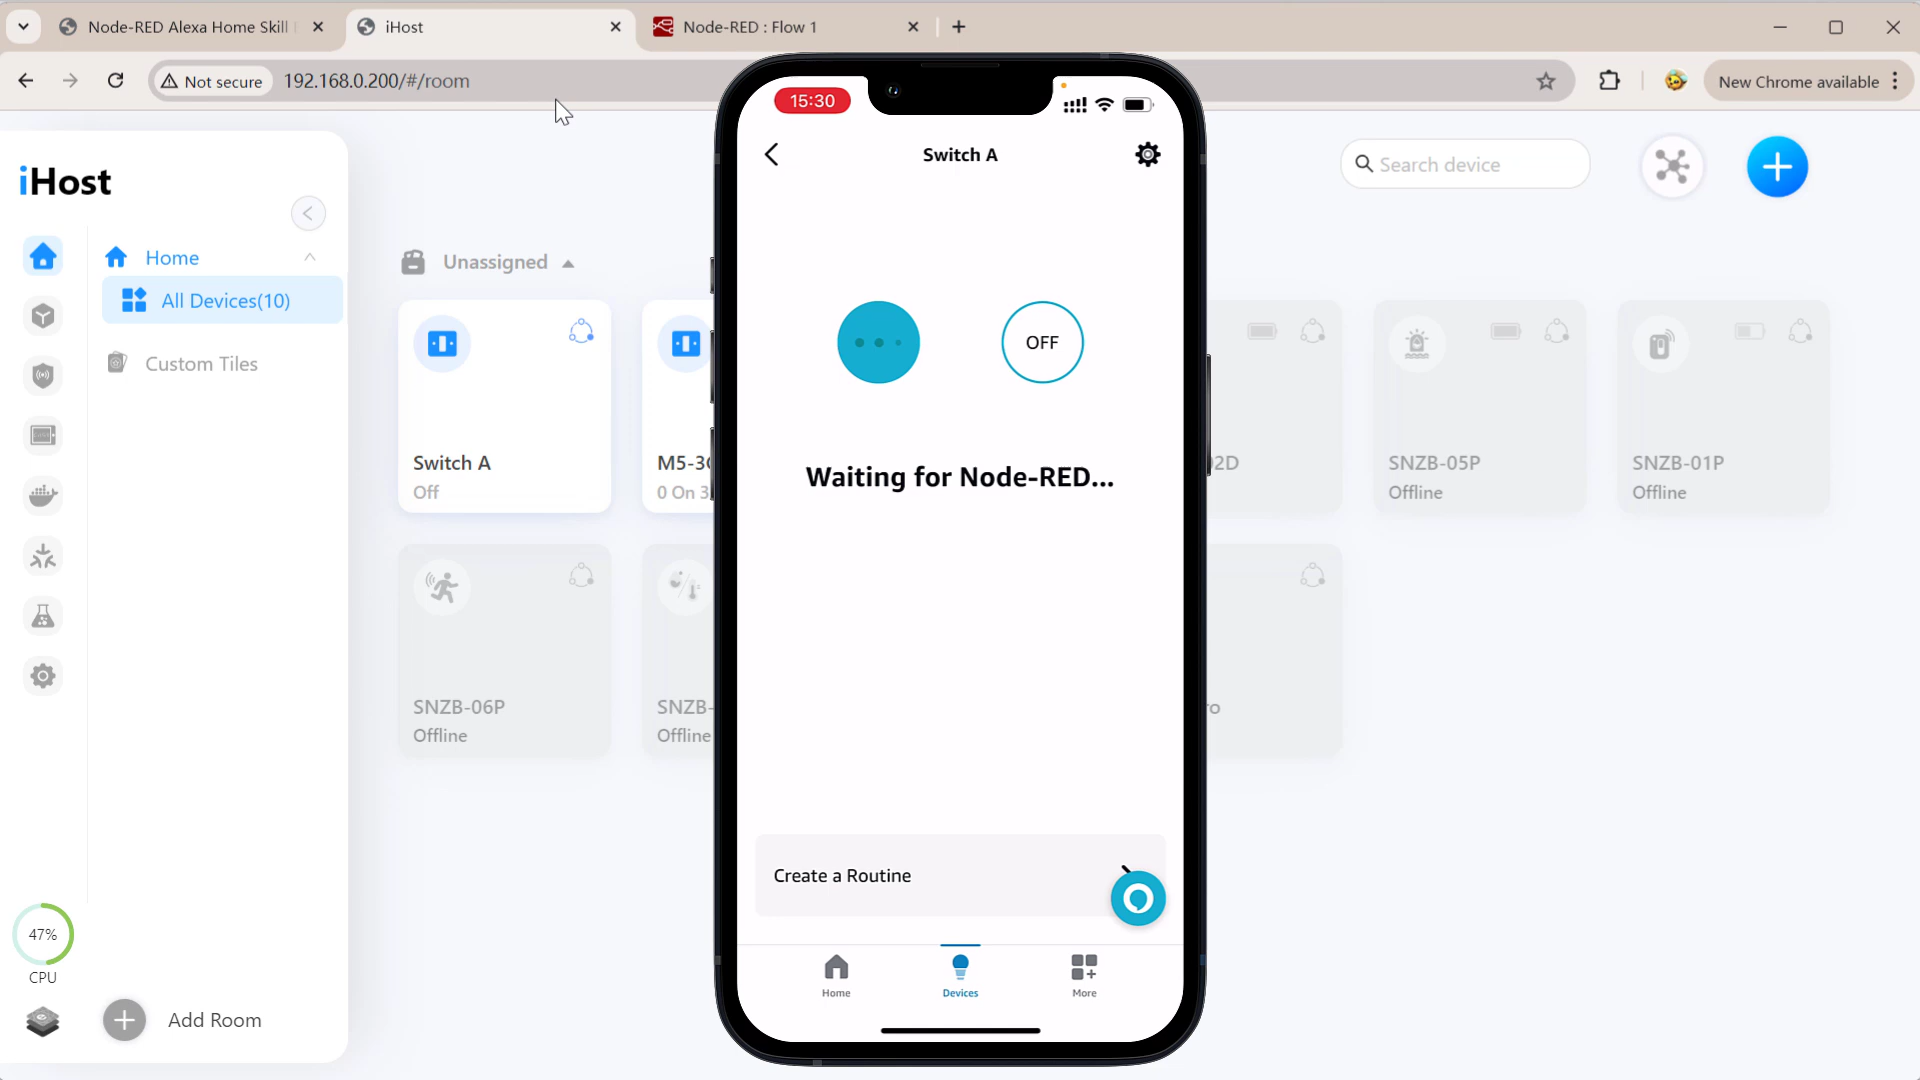 Node-RED Alexa Home Skill
iHost
Node-RED : Flow 1
Not secure
192.168.0.200/#/room
New Chrome available
iHost
Home
All Devices(10)
Custom Tiles
47%
CPU
Add Room
Search device
Unassigned
Switch A
Off
M5-3
0 On 3
02D
SNZB-05P
Offline
SNZB-01P
Offline
SNZB-06P
Offline
SNZB-
Offline
ro
15:30
Switch A
OFF
Waiting for Node-RED...
Create a Routine
Home
Devices
More